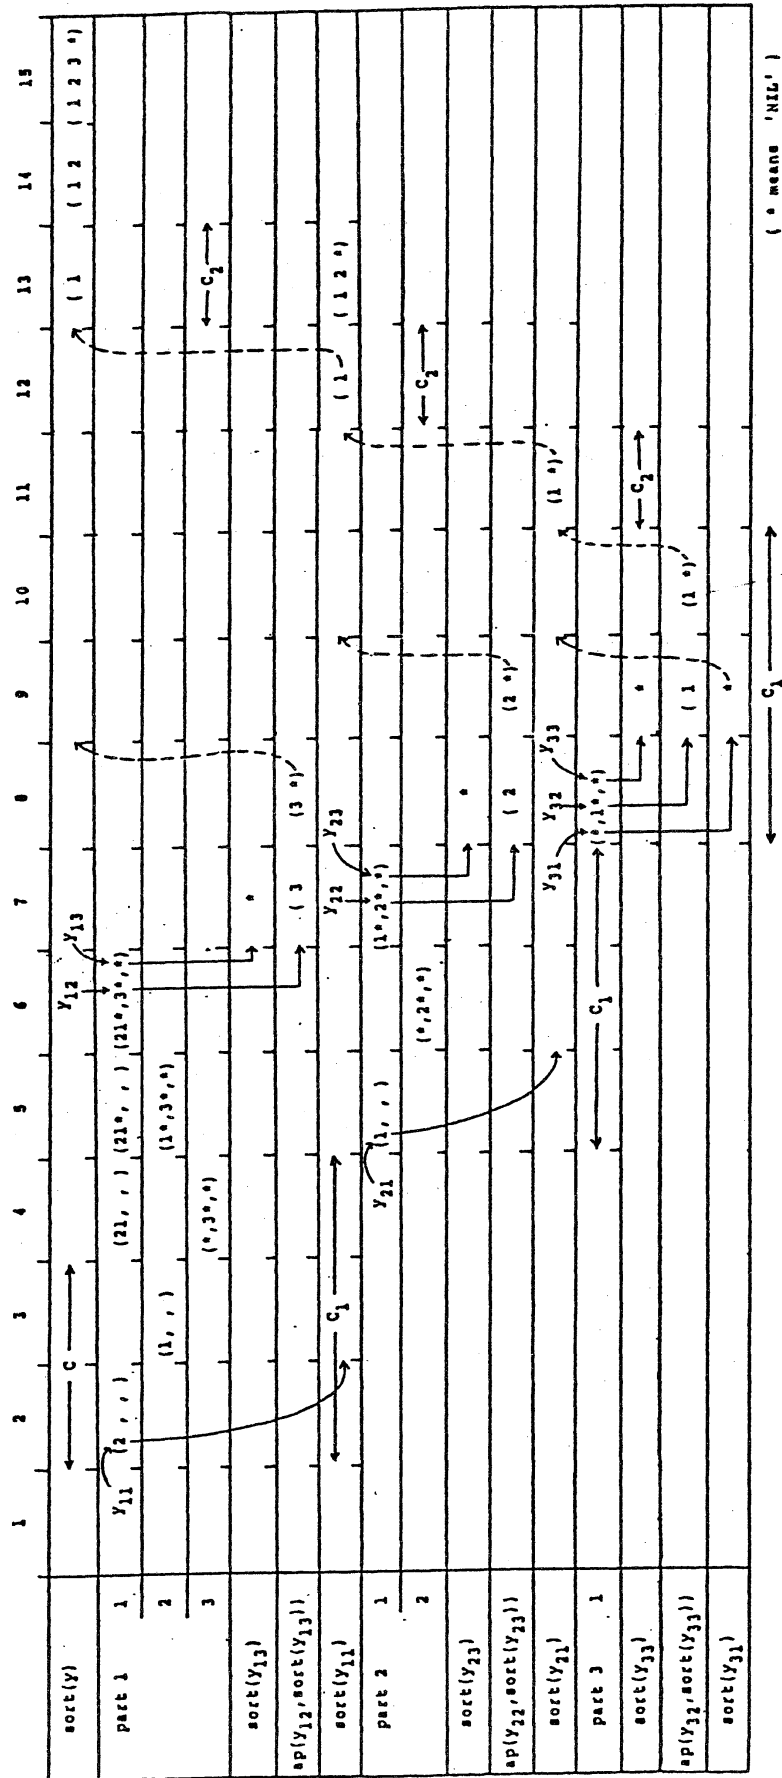 1 2 3 4 5 6 7 8 9 10 11 12 13 14 15
sort(y) ← C → ( 1 ( 1 2 ( 1 2 3 *)
part 1 1 y11 (2 , , ) (21, , ) (21*, , ) (21*,3*,*) y12 y13
2 (1, , ) (1*,3*,*)
3 (*,3*,*) ← C2 →
sort(y13) *
ap(y12,sort(y13)) ( 3 (3 *)
sort(y11) ← C1 → ( 1 ( 1 2 *)
part 2 1 y21 (1, , ) (1*,2*,*) y22 y23
2 (*,2*,*) ← C2 →
sort(y23) *
ap(y22,sort(y23)) ( 2 (2 *)
sort(y21) (1 *)
part 3 1 ← C1 → (*,1*,*) y31 y32 y33
sort(y33) * ← C2 →
ap(y32,sort(y33)) ( 1 (1 *)
sort(y31) *
← C1 →
( * means 'NIL' )